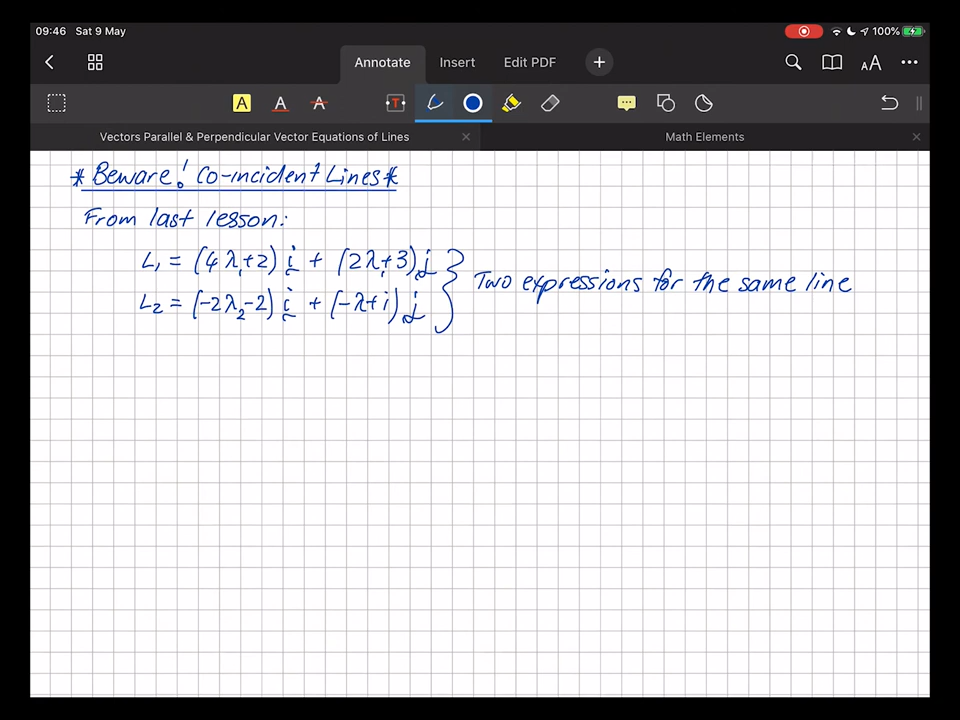 09:46 Sat 9 May 100%
Annotate Insert Edit PDF
Vectors Parallel & Perpendicular Vector Equations of Lines Math Elements
* Beware! Co-incident Lines *
From last lesson:
L₁ = (4λ₁+2) i + (2λ₁+3) j
L₂ = (-2λ₂-2) i + (-λ+i) j
} Two expressions for the same line